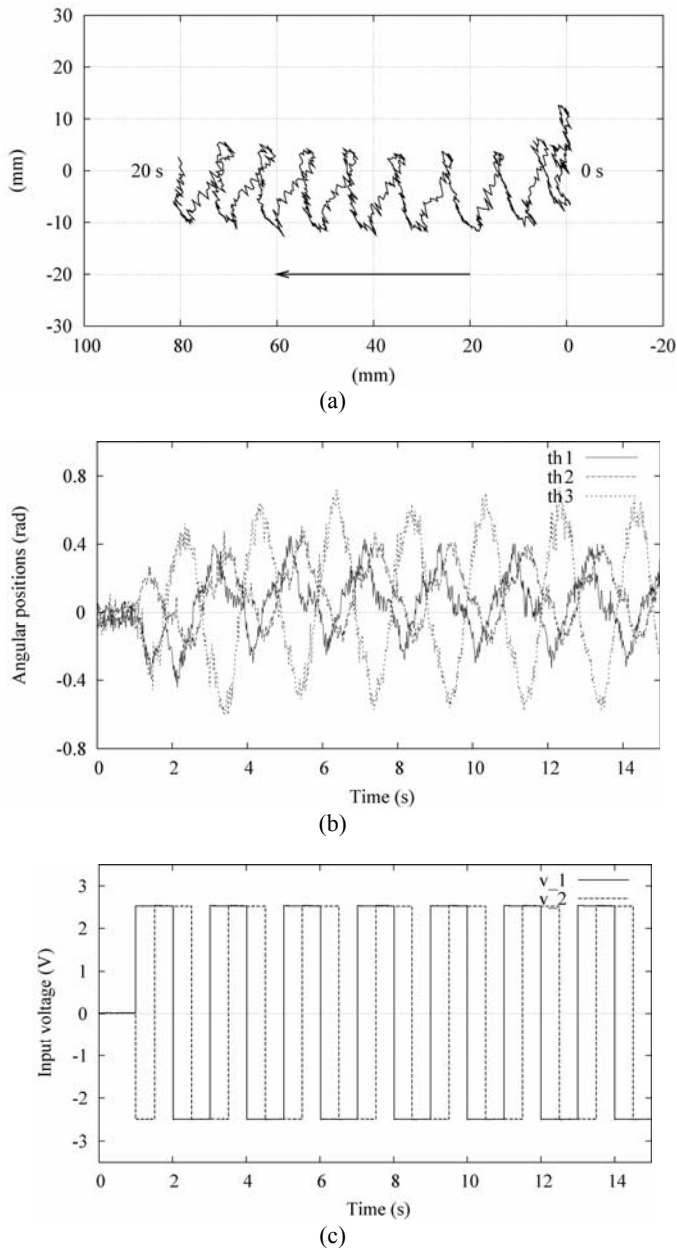 30
20
10
0
-10
-20
-30
(mm)
20 s
0 s
100 80 60 40 20 0 -20
(mm)
(a)
0.8
0.4
0
-0.4
-0.8
Angular positions (rad)
th1
th2
th3
0 2 4 6 8 10 12 14
Time (s)
(b)
3
2
1
0
-1
-2
-3
Input voltage (V)
v_1
v_2
0 2 4 6 8 10 12 14
Time (s)
(c)